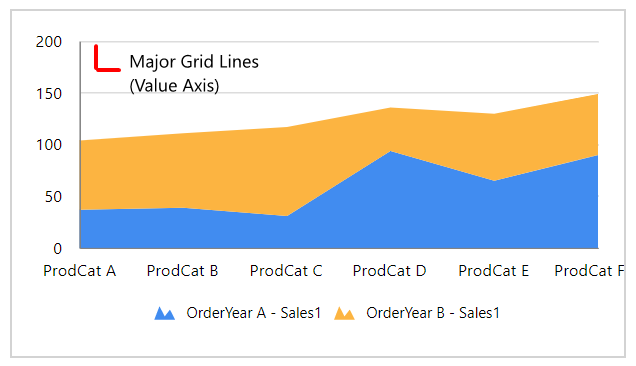 200
Major Grid Lines
(Value Axis)
150
100
50
0
ProdCat A ProdCat B ProdCat C ProdCat D ProdCat E ProdCat F
OrderYear A - Sales1 OrderYear B - Sales1